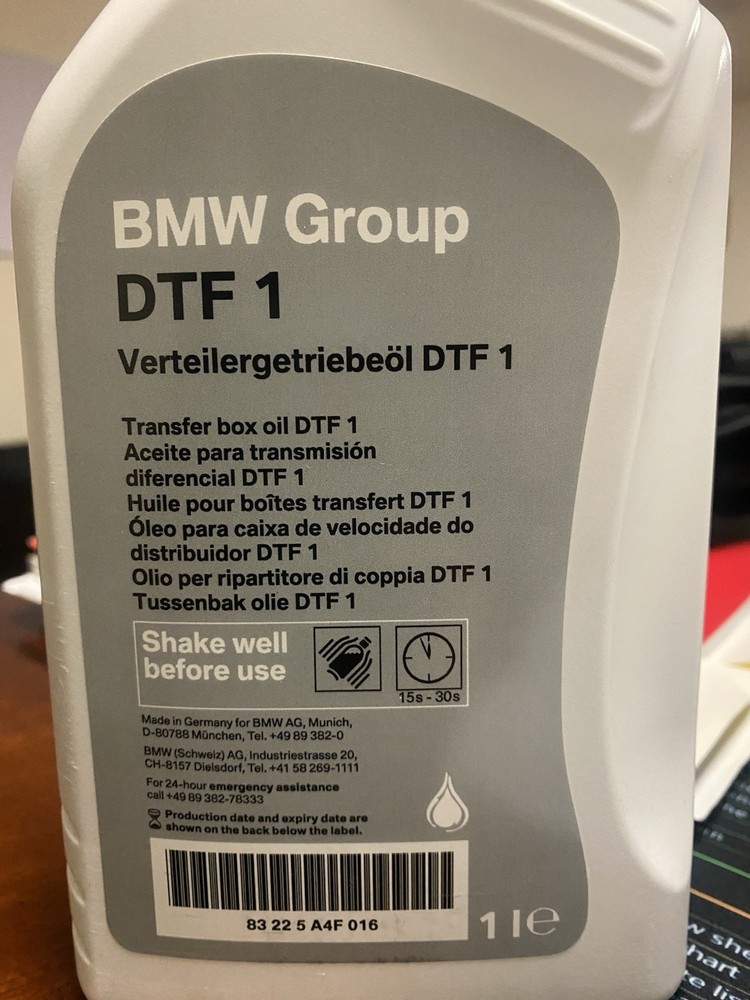 BMW Group
DTF 1
Verteilergetriebeöl DTF 1
Transfer box oil DTF 1
Aceite para transmisión
diferencial DTF 1
Huile pour boîtes transfert DTF 1
Óleo para caixa de velocidade do
distribuidor DTF 1
Olio per ripartitore di coppia DTF 1
Tussenbak olie DTF 1
Shake well
before use
15s - 30s
Made in Germany for BMW AG, Munich,
D-80788 München, Tel. +49 89 382-0
BMW (Schweiz) AG, Industriestrasse 20,
CH-8157 Dielsdorf, Tel. +41 58 269-1111
For 24-hour emergency assistance
call +49 89 382-78333
Production date and expiry date are
shown on the back below the label.
83 22 5 A4F 016
1 l e